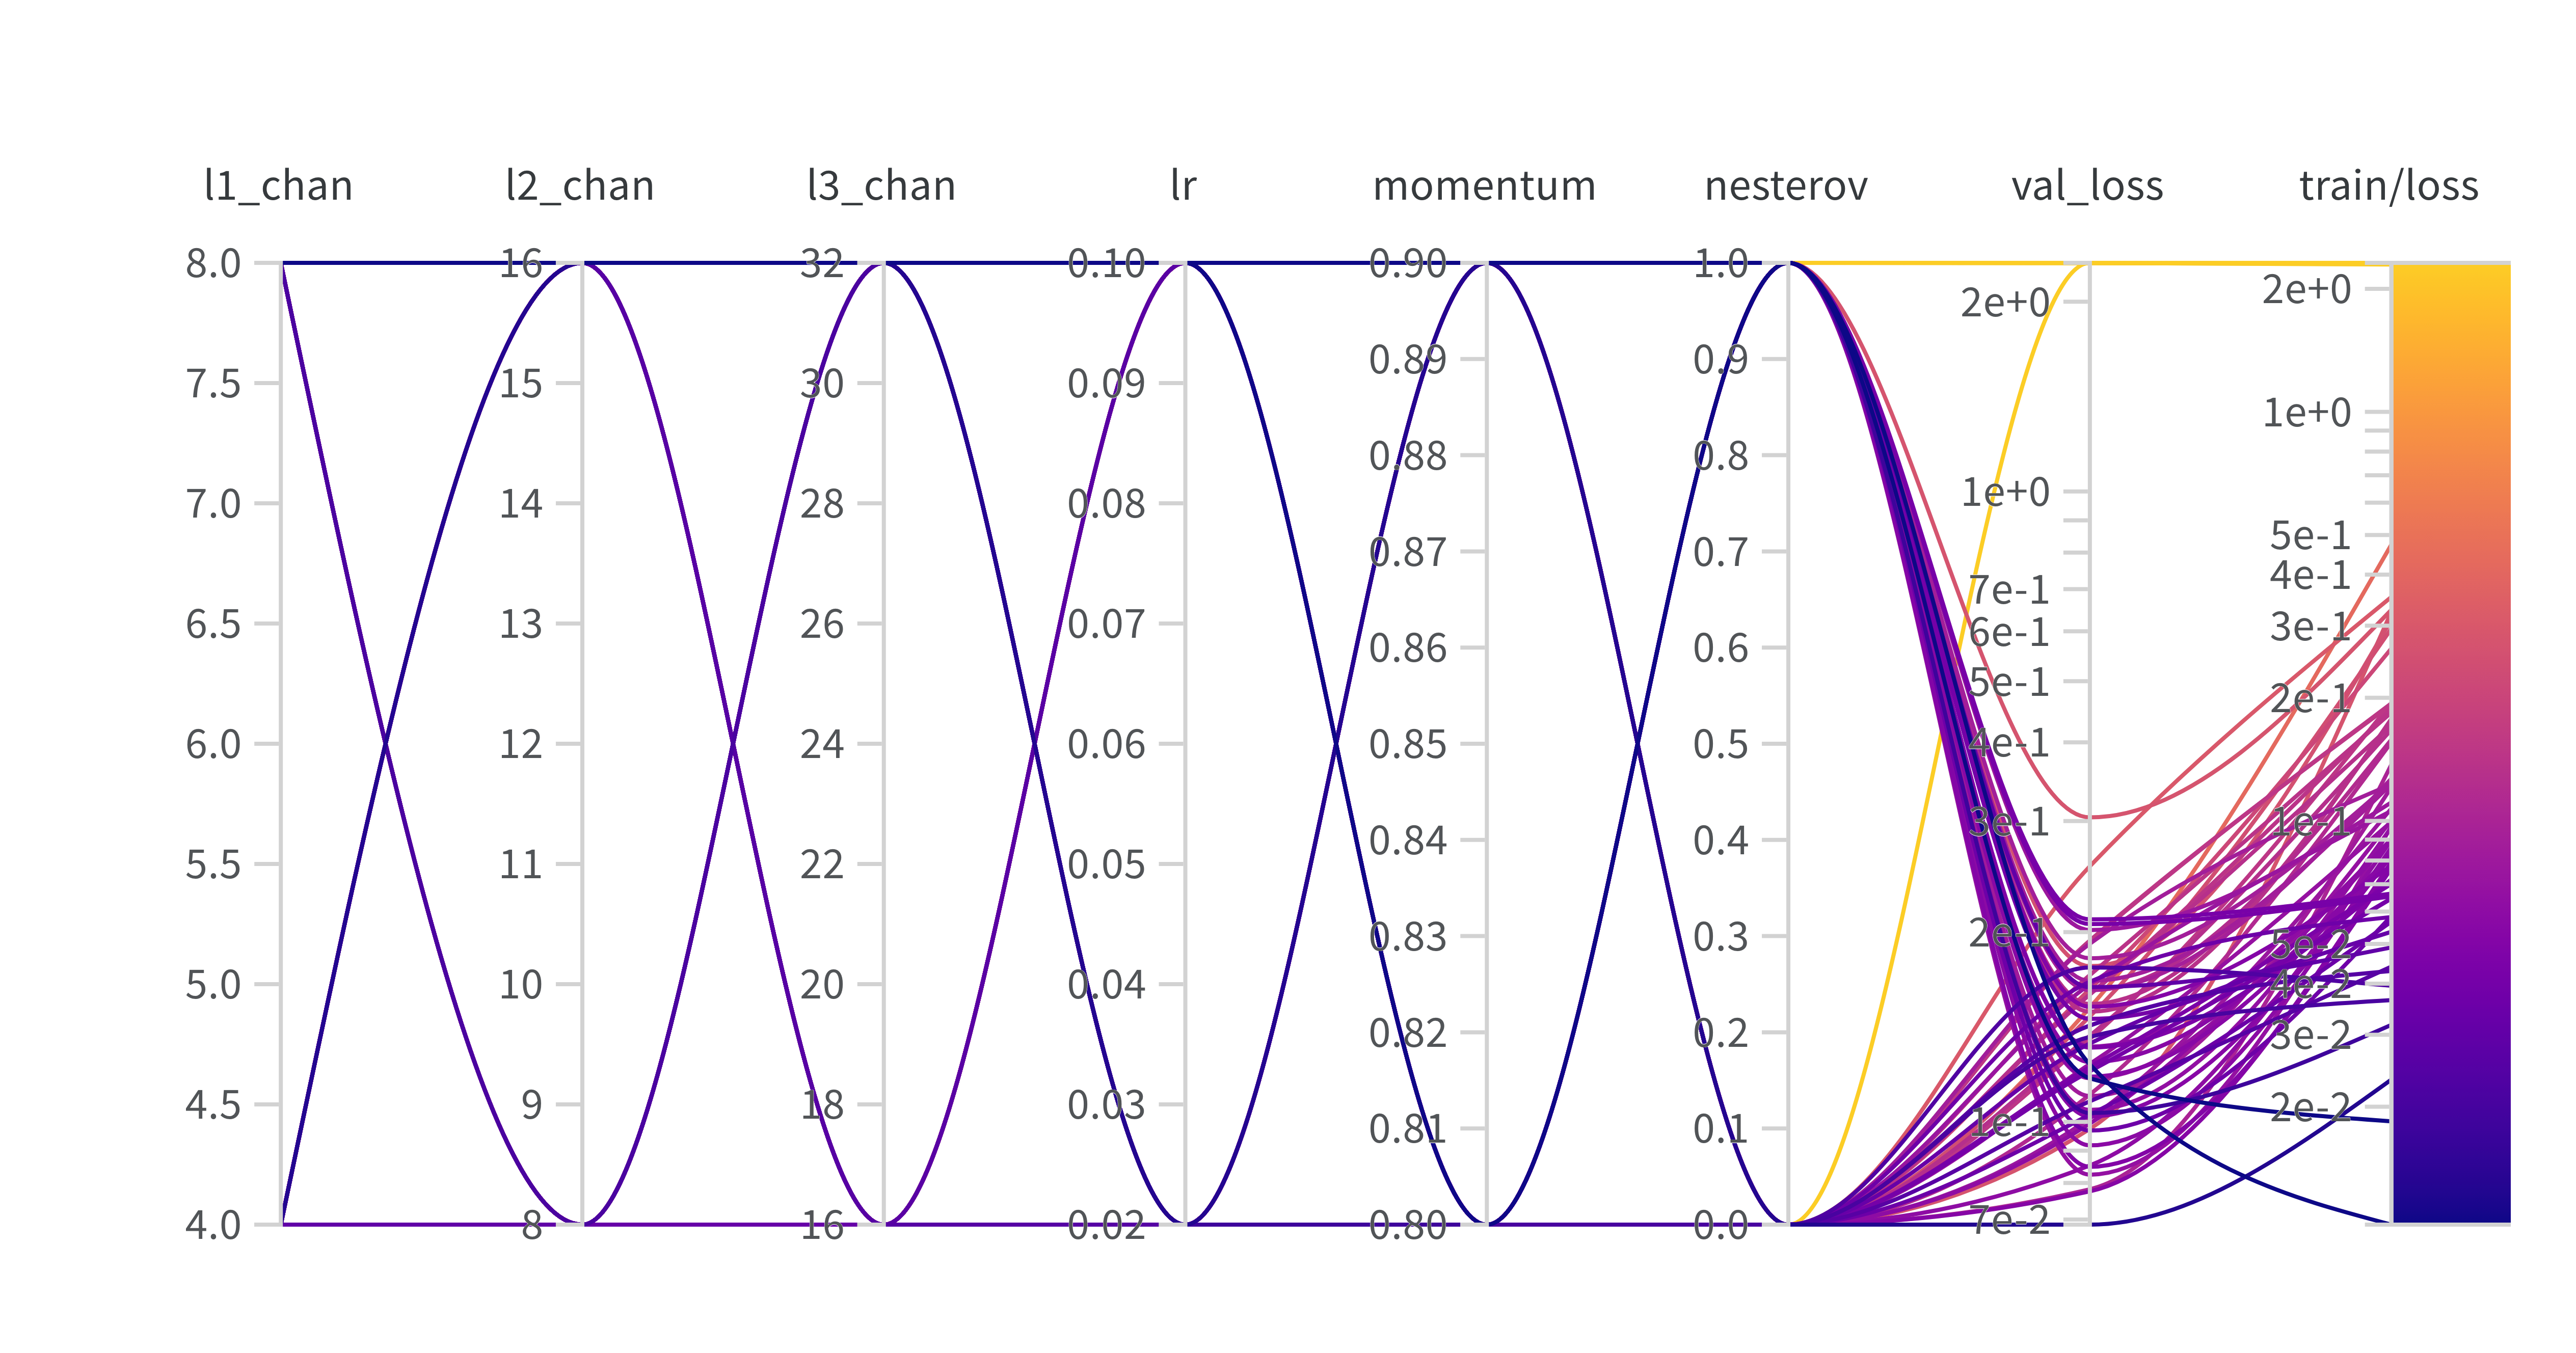 l1_chan l2_chan l3_chan lr momentum nesterov val_loss train/loss
8.0
7.5
7.0
6.5
6.0
5.5
5.0
4.5
4.0
16
15
14
13
12
11
10
9
8
32
30
28
26
24
22
20
18
16
0.10
0.09
0.08
0.07
0.06
0.05
0.04
0.03
0.02
0.90
0.89
0.88
0.87
0.86
0.85
0.84
0.83
0.82
0.81
0.80
1.0
0.9
0.8
0.7
0.6
0.5
0.4
0.3
0.2
0.1
0.0
2e+0
1e+0
7e-1
6e-1
5e-1
4e-1
3e-1
2e-1
1e-1
7e-2
2e+0
1e+0
5e-1
4e-1
3e-1
2e-1
1e-1
5e-2
4e-2
3e-2
2e-2